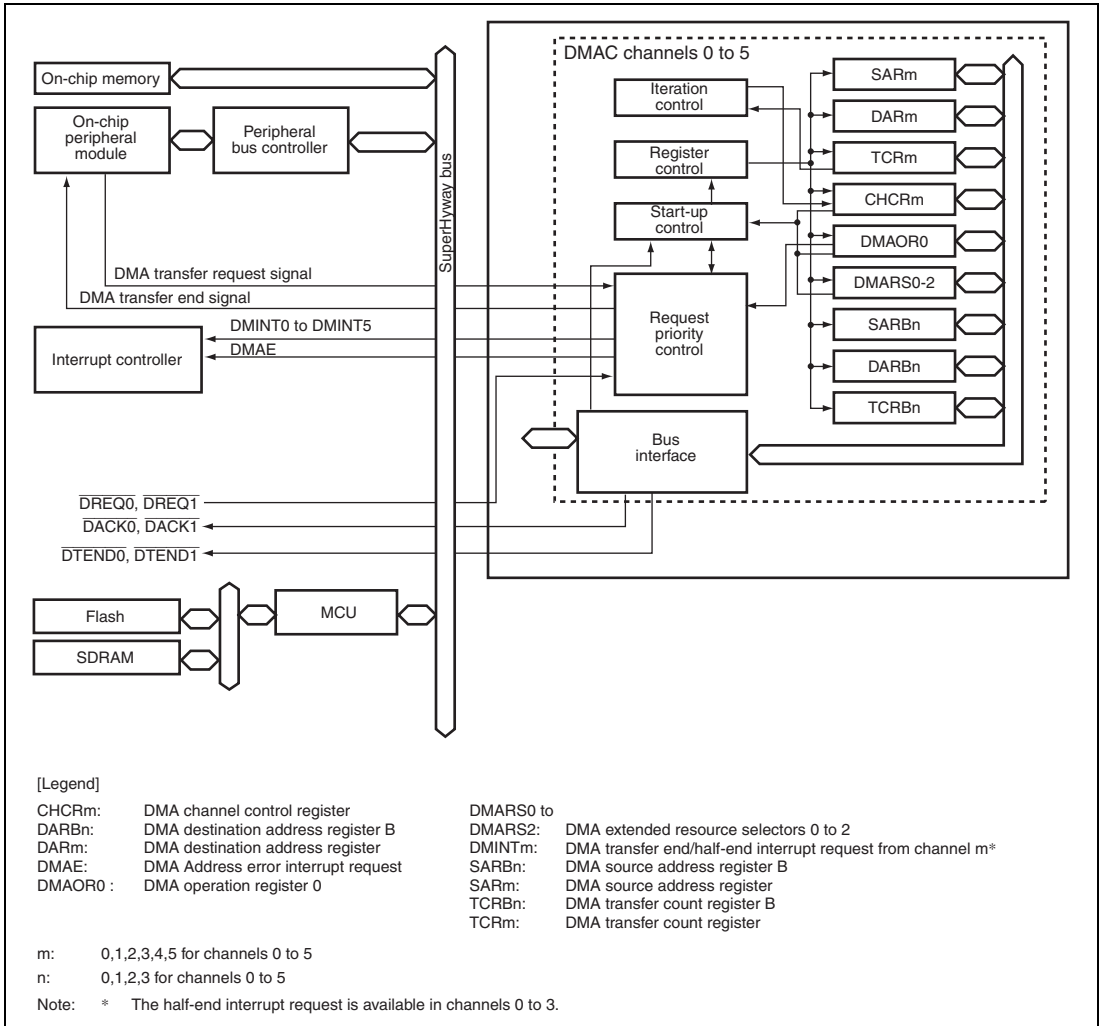 DMAC channels 0 to 5
On-chip memory
On-chip
peripheral
module
Peripheral
bus controller
SuperHyway bus
Iteration
control
Register
control
Start-up
control
Request
priority
control
Bus
interface
SARm
DARm
TCRm
CHCRm
DMAOR0
DMARS0-2
SARBn
DARBn
TCRBn
DMA transfer request signal
DMA transfer end signal
DMINT0 to DMINT5
DMAE
Interrupt controller
DREQ0, DREQ1
DACK0, DACK1
DTEND0, DTEND1
Flash
SDRAM
MCU
[Legend]
CHCRm: DMA channel control register
DARBn: DMA destination address register B
DARm: DMA destination address register
DMAE: DMA Address error interrupt request
DMAOR0 : DMA operation register 0
DMARS0 to
DMARS2: DMA extended resource selectors 0 to 2
DMINTm: DMA transfer end/half-end interrupt request from channel m*
SARBn: DMA source address register B
SARm: DMA source address register
TCRBn: DMA transfer count register B
TCRm: DMA transfer count register
m: 0,1,2,3,4,5 for channels 0 to 5
n: 0,1,2,3 for channels 0 to 5
Note: * The half-end interrupt request is available in channels 0 to 3.